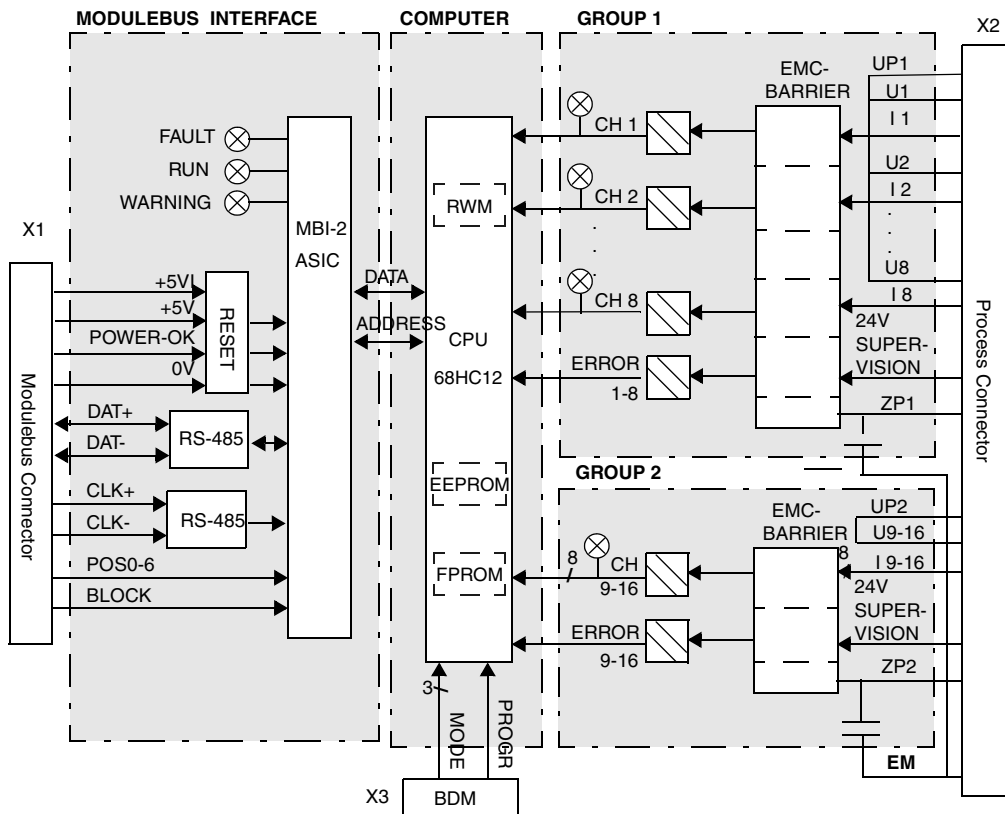 MODULEBUS INTERFACE
COMPUTER
GROUP 1
X2
X1
Modulebus Connector
FAULT
RUN
WARNING
MBI-2
ASIC
+5VI
+5V
POWER-OK
0V
RESET
DAT+
DAT-
RS-485
CLK+
CLK-
RS-485
POS0-6
BLOCK
DATA
ADDRESS
RWM
CPU
68HC12
EEPROM
FPROM
3
MODE
PROGR
X3
BDM
EMC-
BARRIER
CH 1
CH 2
CH 8
ERROR
1-8
UP1
U1
I 1
U2
I 2
U8
I 8
24V
SUPER-
VISION
ZP1
Process Connector
GROUP 2
EMC-
BARRIER
8
CH
9-16
ERROR
9-16
UP2
U9-16
8
I 9-16
24V
SUPER-
VISION
ZP2
EM